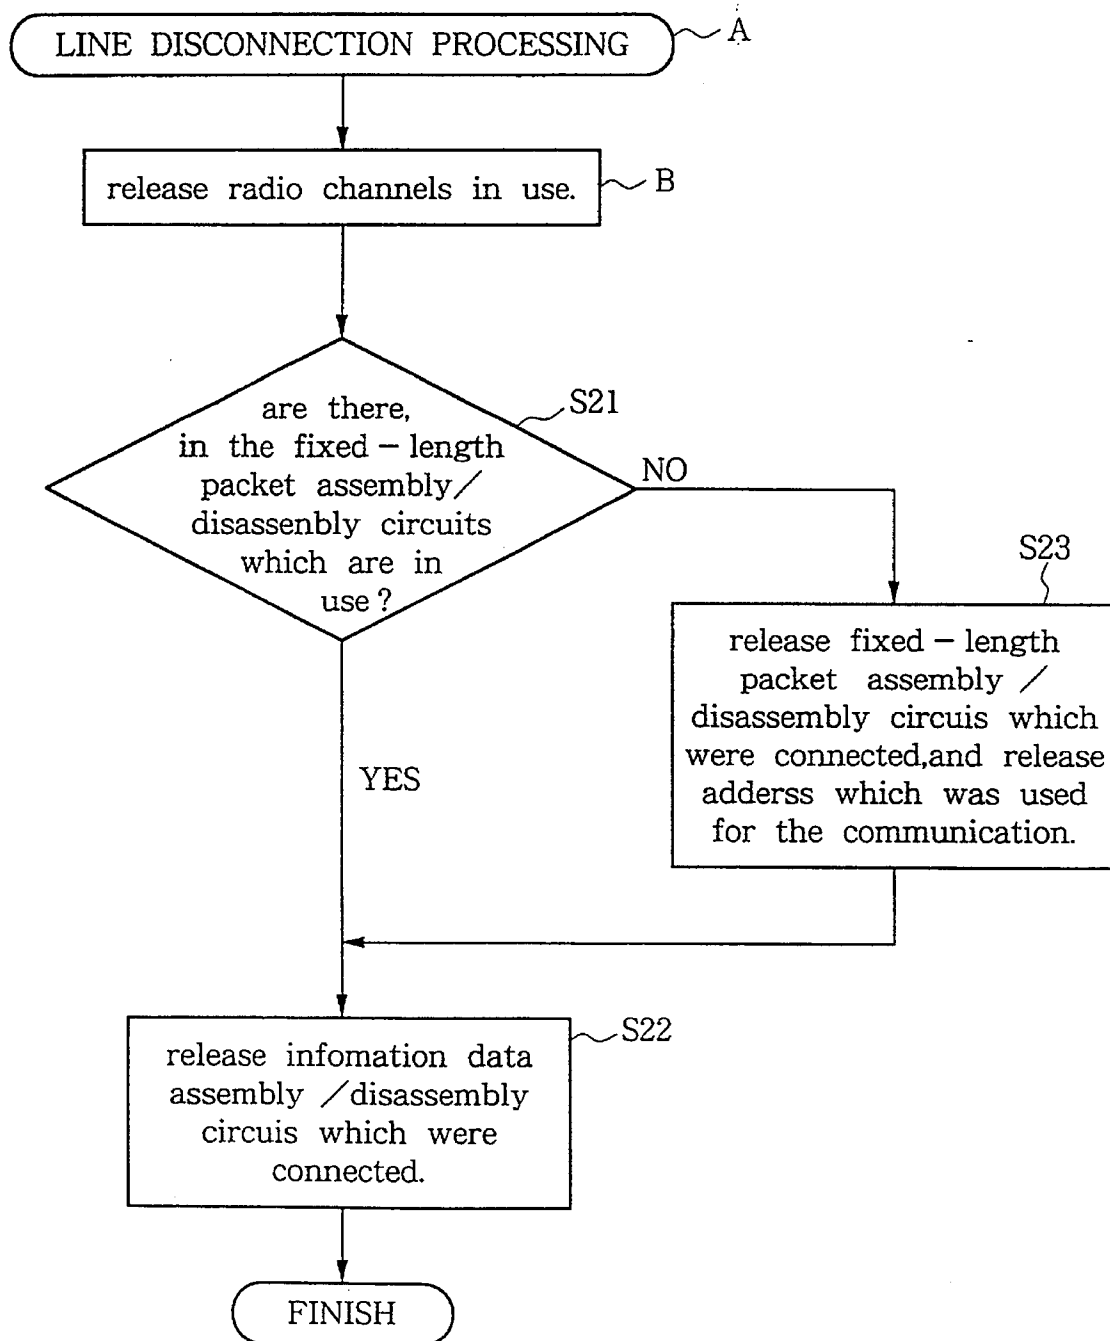 LINE DISCONNECTION PROCESSING
A
release radio channels in use.
B
are there,
in the fixed-length
packet assembly/
disassenbly circuits
which are in
use?
S21
NO
S23
release fixed-length
packet assembly /
disassembly circuis which
were connected,and release
aderss which was used
for the communication.
YES
S22
release infomation data
assembly /disassembly
circuis which were
connected.
FINISH